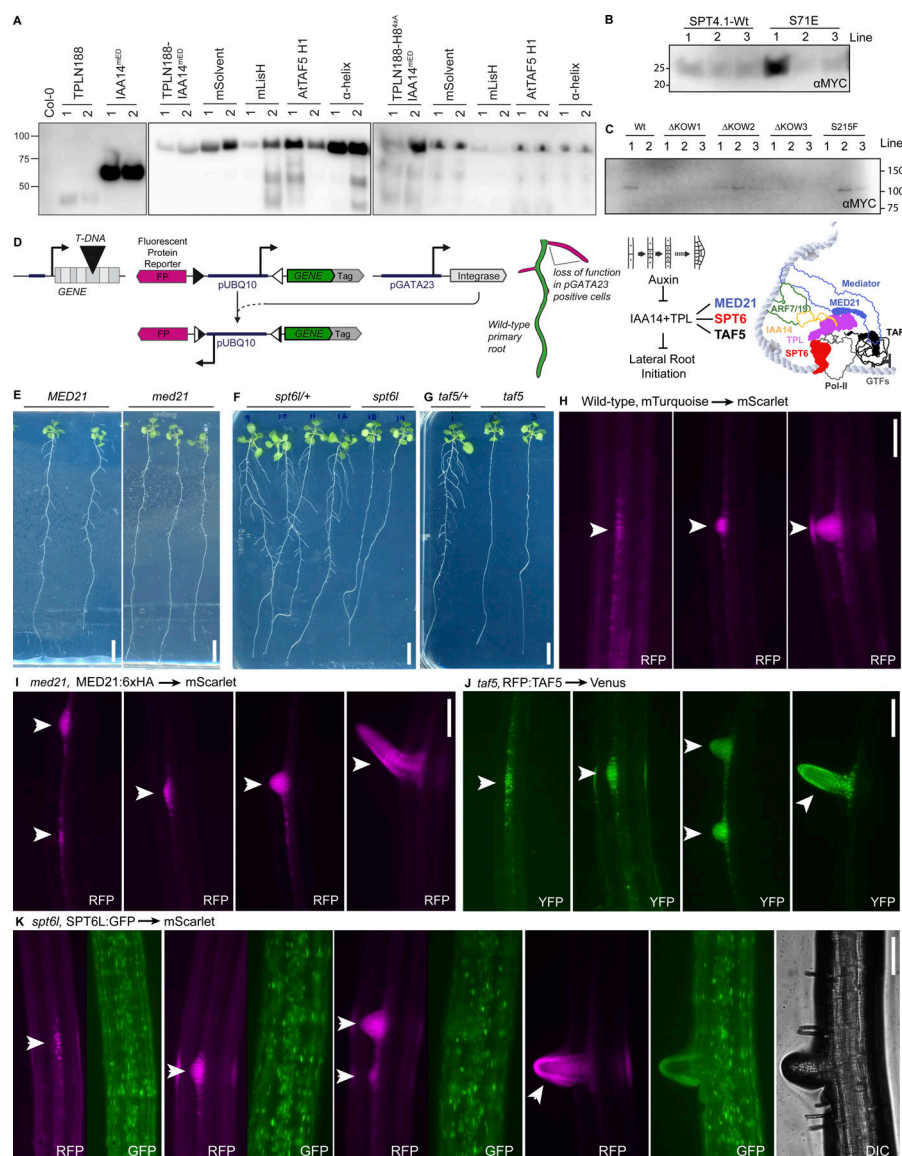 A
Col-0
TPLN188
IAA14mED
TPLN188-
IAA14mED
mSolvent
mLisH
AtTAF5 H1
α-helix
TPLN188-H84xA
IAA14mED
mSolvent
mLisH
AtTAF5 H1
α-helix
1 2 1 2 1 2 1 2 1 2 1 2 1 2 1 2 1 2 1 2 1 2 1 2
100
75
50
B
SPT4.1-Wt S71E
1 2 3 1 2 3 Line
25
20
αMYC
C
Wt ΔKOW1 ΔKOW2 ΔKOW3 S215F
1 2 1 2 3 1 2 3 1 2 3 1 2 3 Line
150
100
75
αMYC
D
T-DNA
GENE
Fluorescent
Protein
Reporter
FP
pUBQ10
GENE
Tag
pGATA23
Integrase
FP
pUBQ10
GENE
Tag
loss of function
in pGATA23
positive cells
Wild-type
primary
root
Auxin
IAA14+TPL
MED21
SPT6
TAF5
Lateral Root
Initiation
Mediator
MED21
ARF7/19
IAA14
TPL
SPT6
Pol-II
TAF
GTFs
E
MED21
med21
F
spt6l/+
spt6l
G
taf5/+
taf5
H Wild-type, mTurquoise mScarlet
RFP RFP RFP
I med21, MED21:6xHA mScarlet
RFP RFP RFP RFP
J taf5, RFP:TAF5 Venus
YFP YFP YFP YFP
K spt6l, SPT6L:GFP mScarlet
RFP GFP RFP GFP RFP GFP RFP GFP DIC